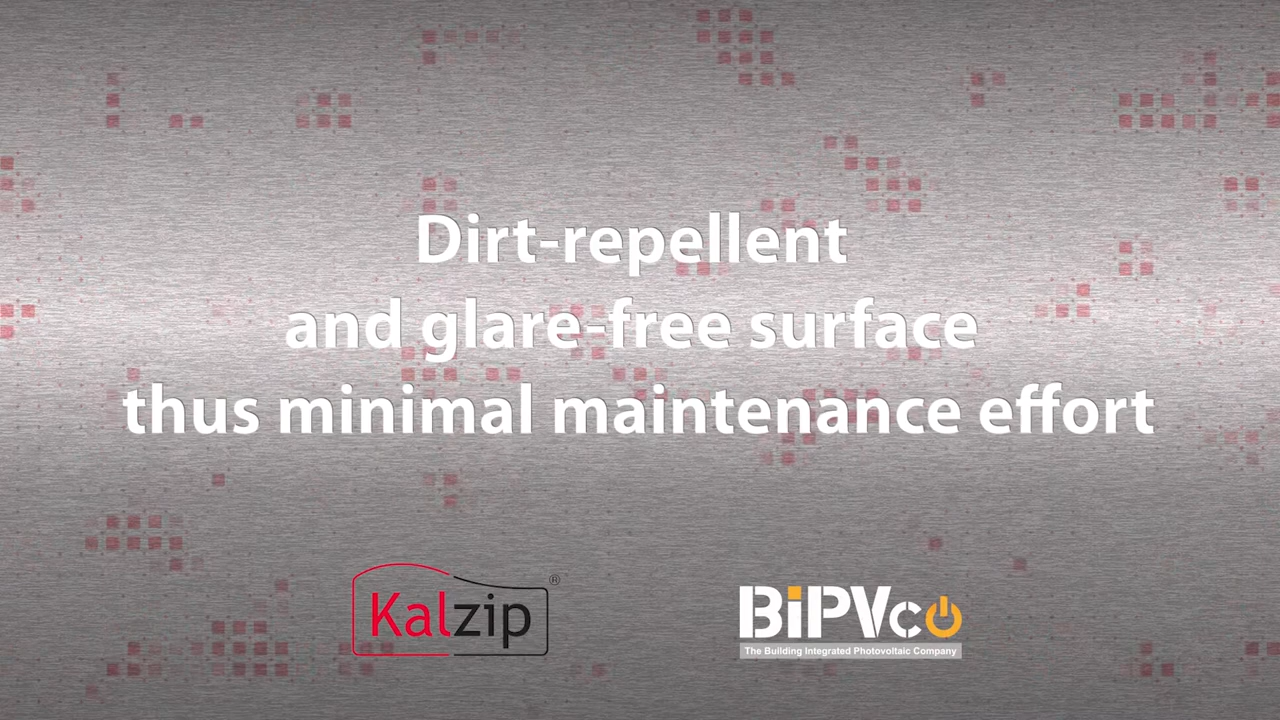 Dirt-repellent
and glare-free surface
thus minimal maintenance effort
Kalzip®
BiPVco
The Building Integrated Photovoltaic Company